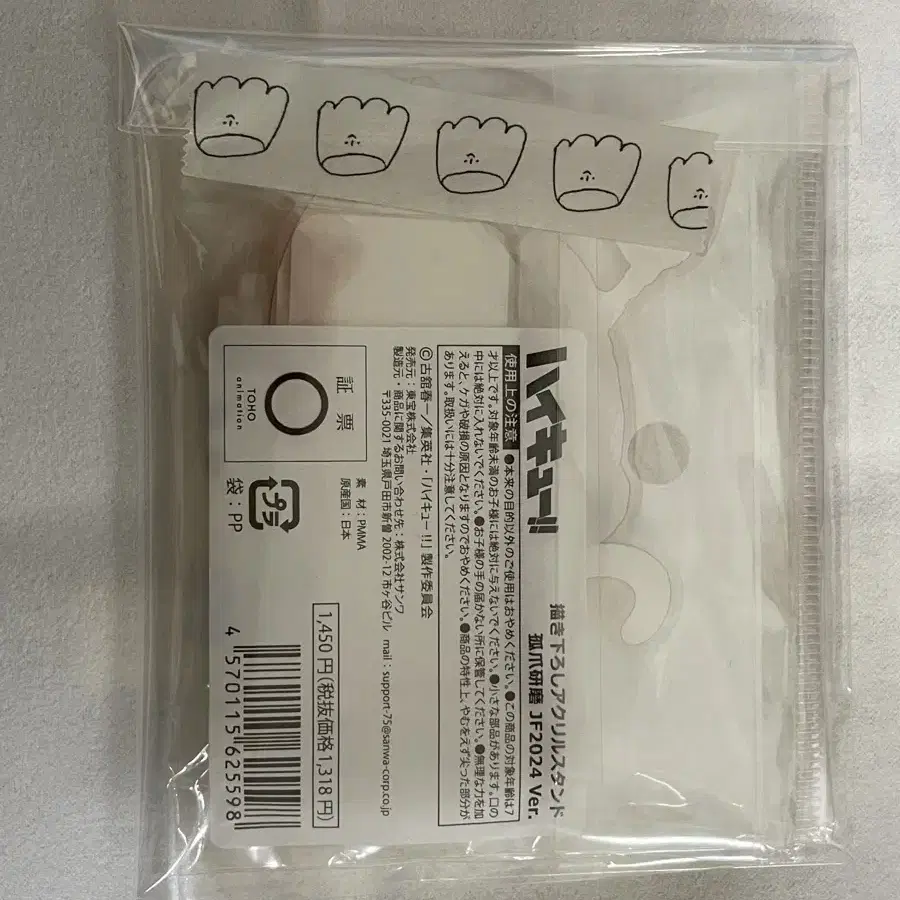 ハイキュー!!
描き下ろしアクリルスタンド
孤爪研磨 JF2024 Ver.
使用上の注意 ●本来の目的以外のご使用はおやめください。●この商品の対象年齢は7
才以上です。対象年齢未満のお子様には絶対に与えないでください。●小さな部品があります。口の
中には絶対に入れないでください。●お子様の手の届かない所に保管してください。●無理な力を加
えると、ケガや破損の原因となりますのでおやめください。●商品の特性上、やむをえず尖った部分が
あります。取扱いには十分注意してください。
© 古舘春一／集英社・「ハイキュー!!」製作委員会
発売元：東宝株式会社
製造元・商品に関するお問い合わせ先：株式会社サンワ
〒335-0021 埼玉県戸田市新曽 2002-12 市ヶ谷ビル mail：support-75@sanwa-corp.co.jp
素 材：PMMA
原産国：日本
証票
TOHO
animation
プラ
袋：PP
1,450円(税抜価格1,318円)
4 570115 625598